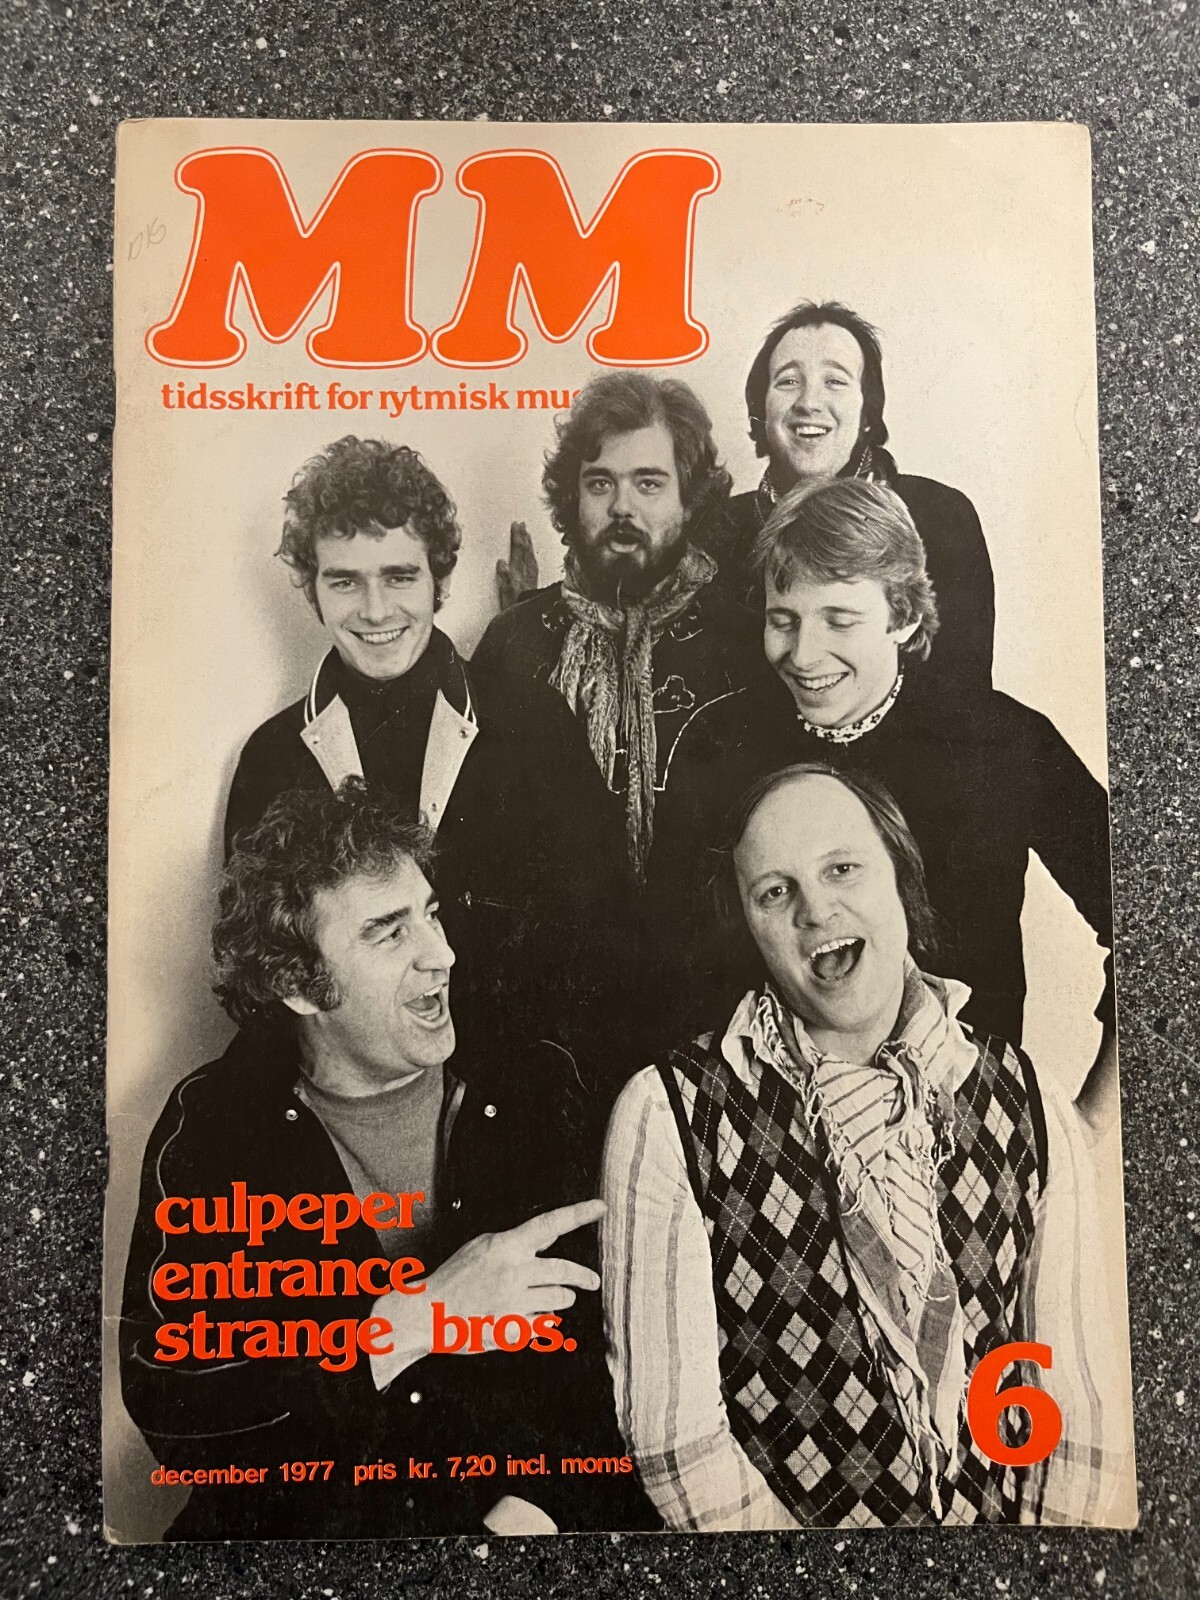 MM
tidsskrift for rytmisk mus
culpeper
entrance
strange bros.
6
december 1977 pris kr. 7,20 incl. moms